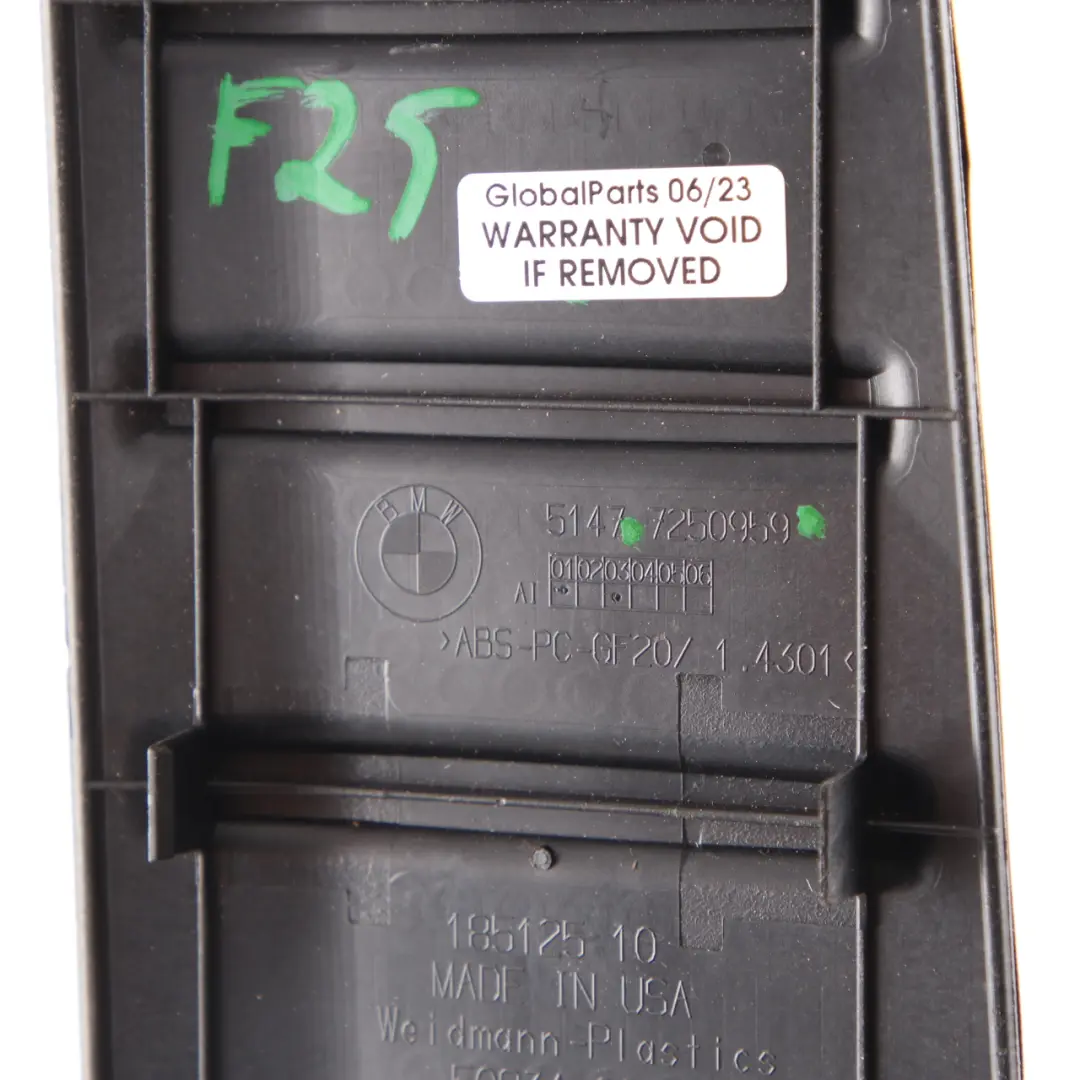 F25
GlobalParts 06/23
WARRANTY VOID
IF REMOVED
BMW
5147 7250959
01 02 03 04 05 06
AI
>ABS-PC-GF20/ 1.4301<
185125 10
MADE IN USA
Weidmann-Plastics